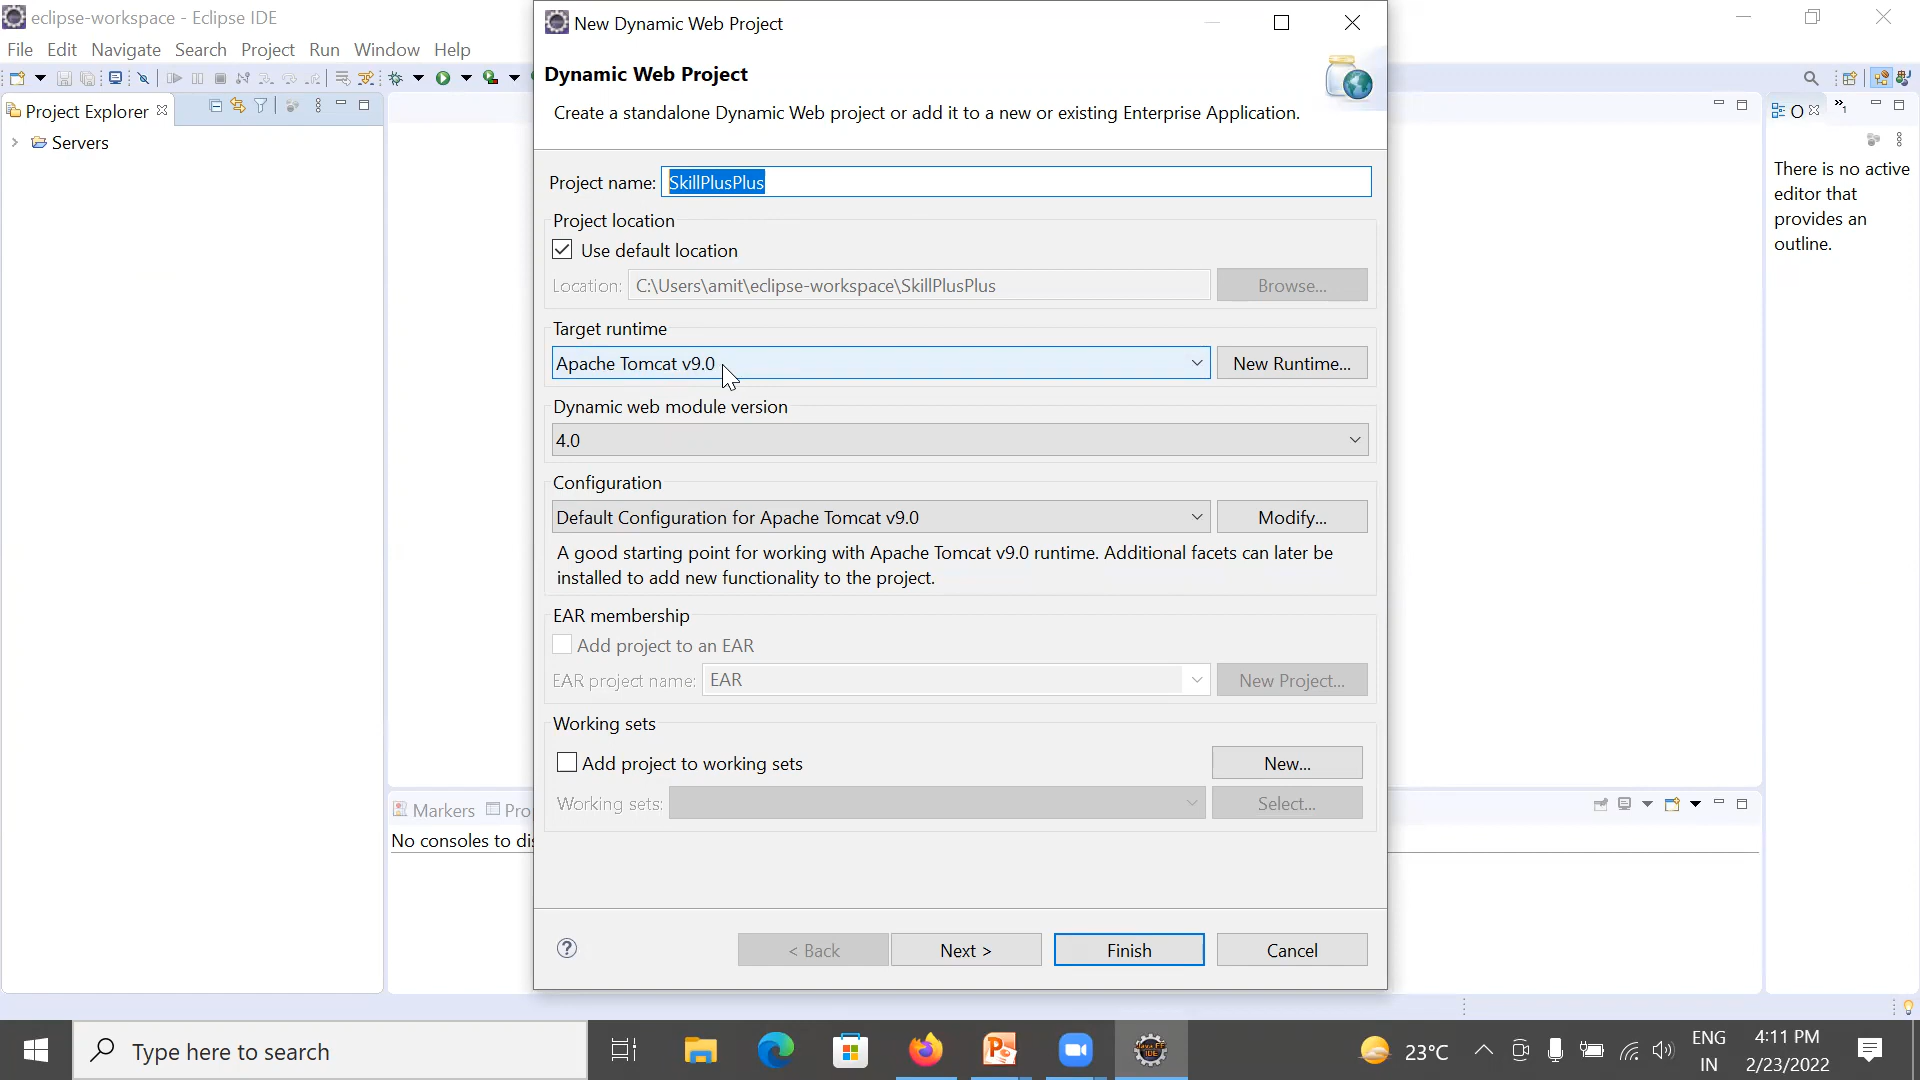 eclipse-workspace - Eclipse IDE
New Dynamic Web Project
File Edit Navigate Search Project Run Window Help
Dynamic Web Project
Create a standalone Dynamic Web project or add it to a new or existing Enterprise Application.
Project Explorer
Servers
O
1
There is no active
editor that
provides an
outline.
Project name: SkillPlusPlus
Project location
Use default location
Location: C:\Users\amit\eclipse-workspace\SkillPlusPlus Browse...
Target runtime
Apache Tomcat v9.0 New Runtime...
Dynamic web module version
4.0
Configuration
Default Configuration for Apache Tomcat v9.0 Modify...
A good starting point for working with Apache Tomcat v9.0 runtime. Additional facets can later be
installed to add new functionality to the project.
EAR membership
Add project to an EAR
EAR project name: EAR New Project...
Working sets
Add project to working sets New...
Working sets: Select...
Markers Pro
No consoles to di
? < Back Next > Finish Cancel
Type here to search
23°C
ENG
IN
4:11 PM
2/23/2022